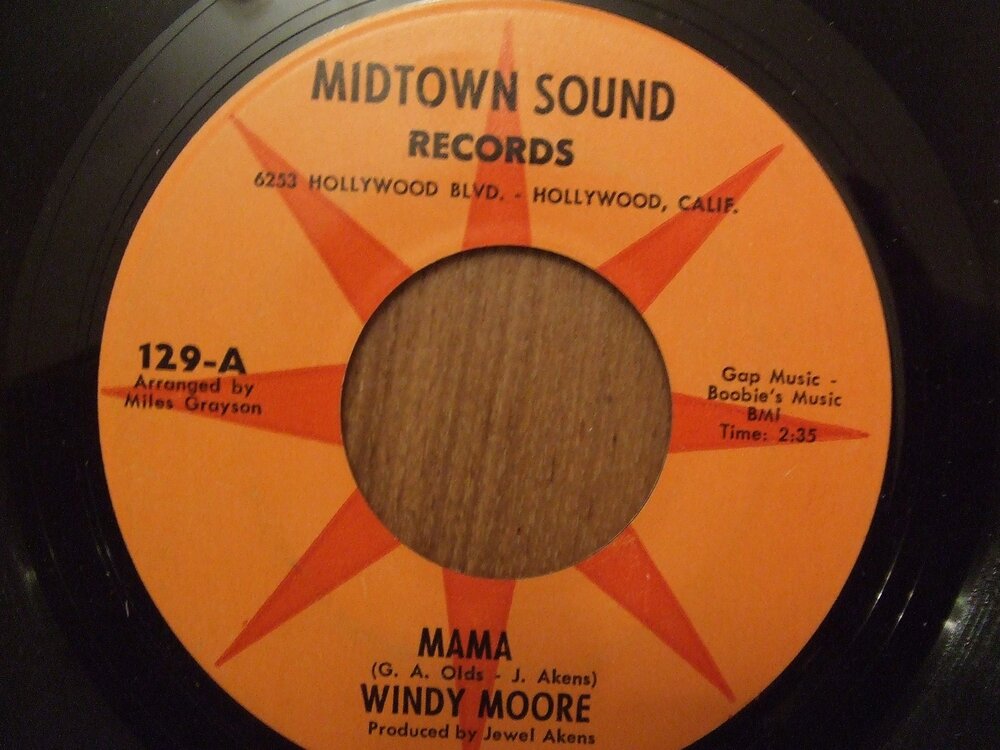 MIDTOWN SOUND
RECORDS
6253 HOLLYWOOD BLVD. - HOLLYWOOD, CALIF.
129-A
Arranged by
Miles Grayson
Gap Music -
Boobie's Music
BMI
Time: 2:35
MAMA
(G. A. Olds - J. Akens)
WINDY MOORE
Produced by Jewel Akens